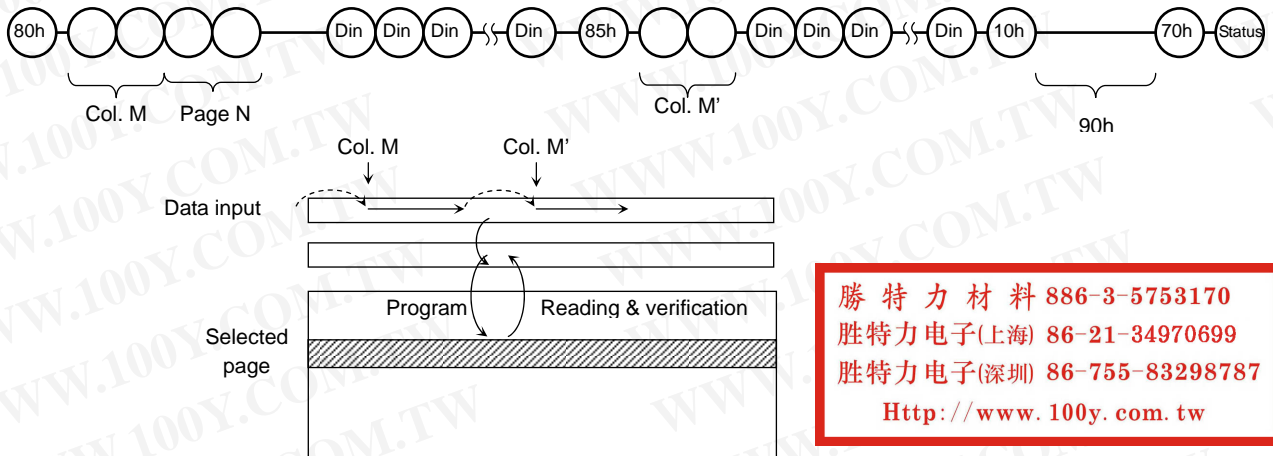 80h Din Din Din Din 85h Din Din Din Din 10h 70h Status
Col. M Page N Col. M' 90h
Col. M Col. M'
Data input
Program Reading & verification
Selected
page
勝特力材料 886-3-5753170
胜特力电子(上海) 86-21-34970699
胜特力电子(深圳) 86-755-83298787
Http://www.100y.com.tw
WWW.100Y.COM.TW